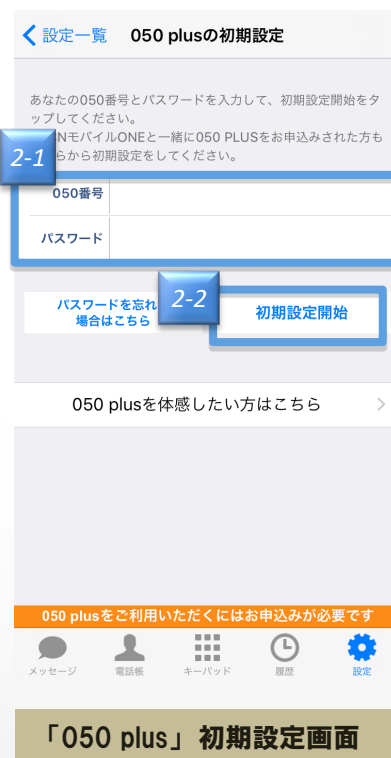 設定一覧 050 plusの初期設定
あなたの050番号とパスワードを入力して、初期設定開始をタ
ップしてください。
NモバイルONEと一緒に050 PLUSをお申込みされた方も
らから初期設定をしてください。
2-1
050番号
パスワード
パスワードを忘れ
場合はこちら
2-2
初期設定開始
050 plusを体感したい方はこちら
050 plusをご利用いただくにはお申込みが必要です
メッセージ 電話帳 キーパッド 履歴 設定
「050 plus」初期設定画面